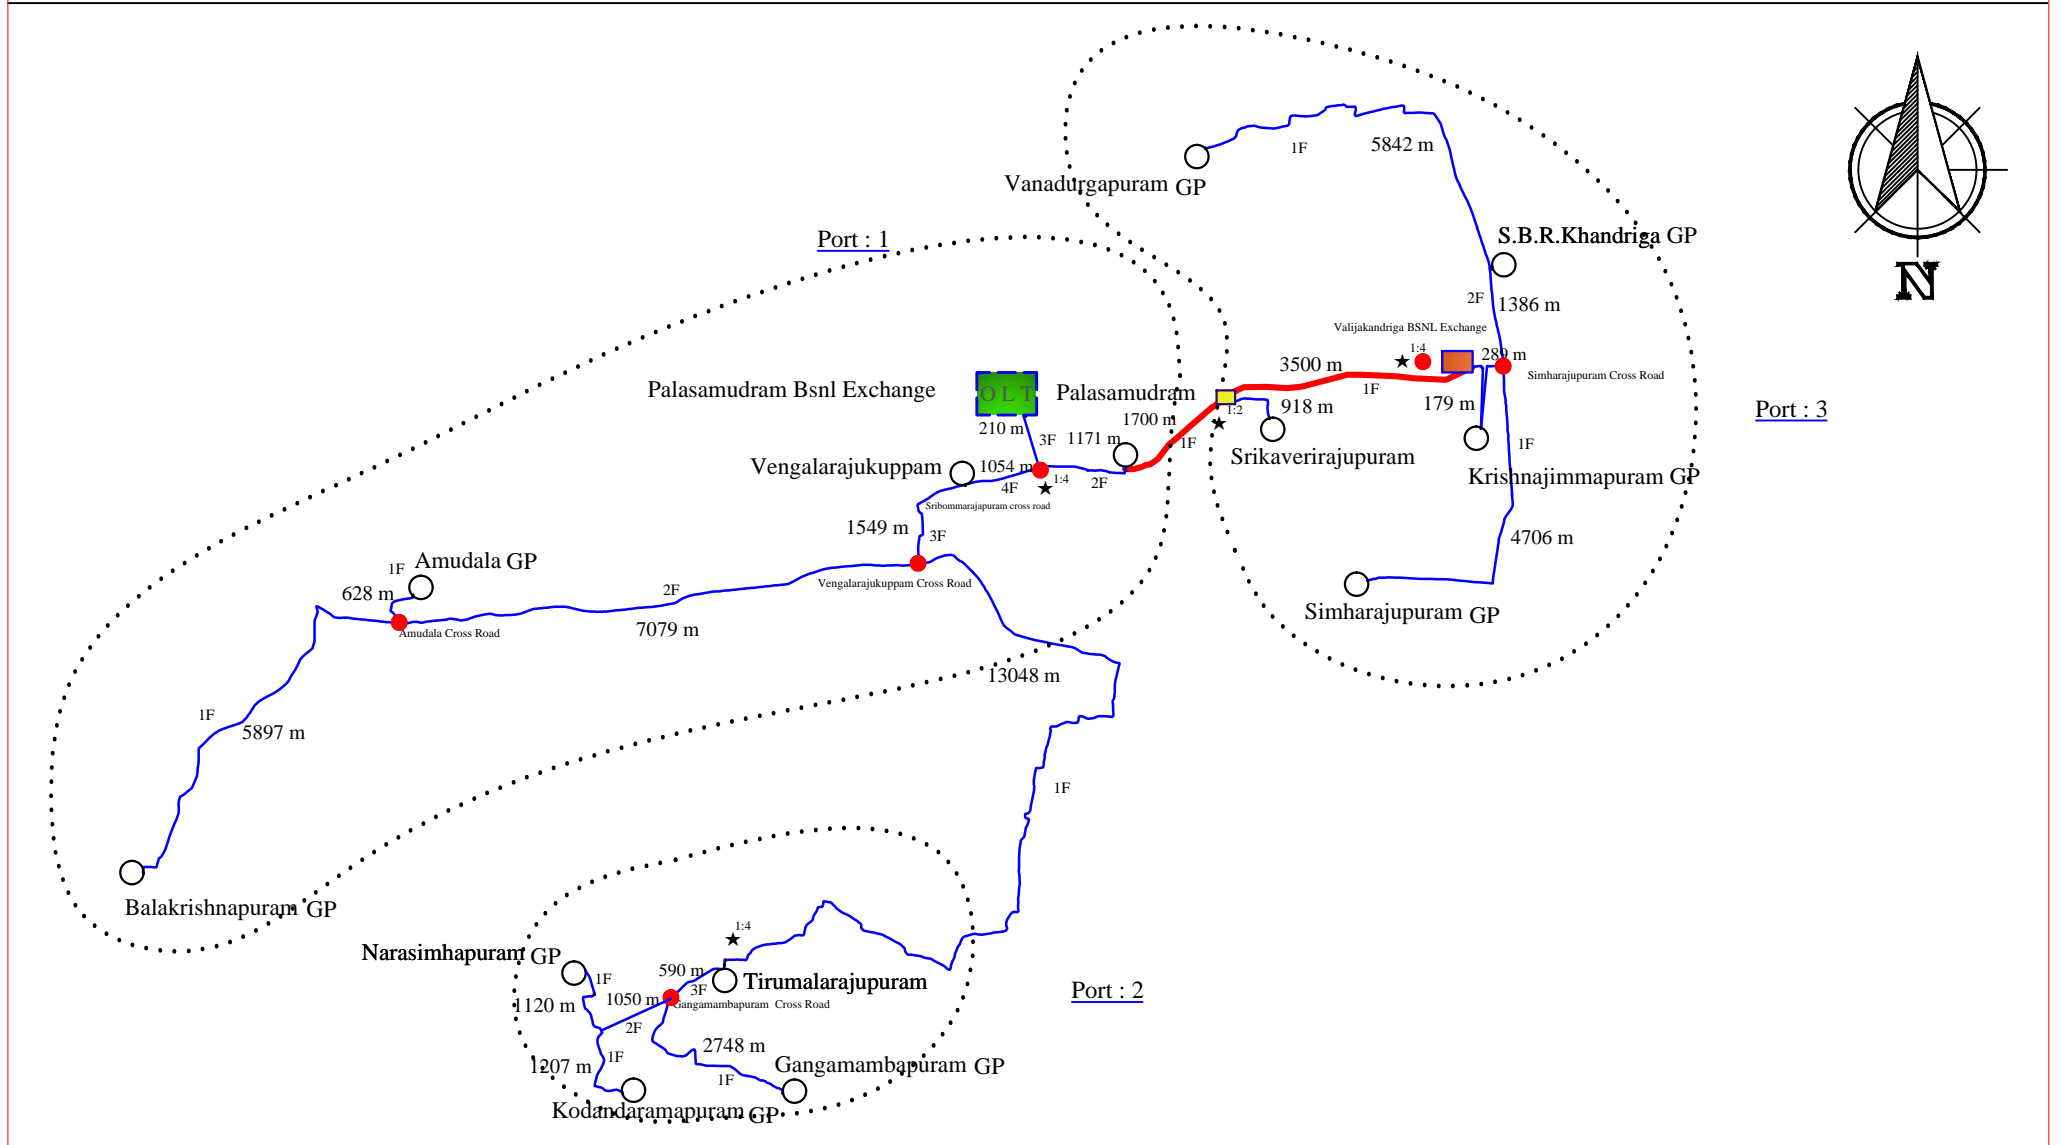 1F
5842 m
Vanadurgapuram GP
Port : 1
S.B.R.Khandriga GP
N
2F
1386 m
Valijakandriga BSNL Exchange
1:4
289 m
3500 m
Simharajupuram Cross Road
Palasamudram Bsnl Exchange
O L T
Palasamudram
1F
1:2
918 m
179 m
Port : 3
210 m
3F
1171 m
1700 m
1F
1F
Srikaverirajupuram
Vengalarajukuppam
1054 m
4F
1:4
2F
Krishnajimmapuram GP
Sribommarajapuram cross road
1549 m
3F
4706 m
1F
Amudala GP
628 m
2F
Vengalarajukuppam Cross Road
Simharajupuram GP
Amudala Cross Road
7079 m
13048 m
1F
5897 m
1F
Balakrishnapuram GP
1:4
Narasimhapuram GP
1F
590 m
3F
Tirumalarajupuram
Port : 2
1120 m
1050 m
Gangamambapuram Cross Road
2F
1F
2748 m
1207 m
Gangamambapuram GP
1F
Kodandaramapuram GP